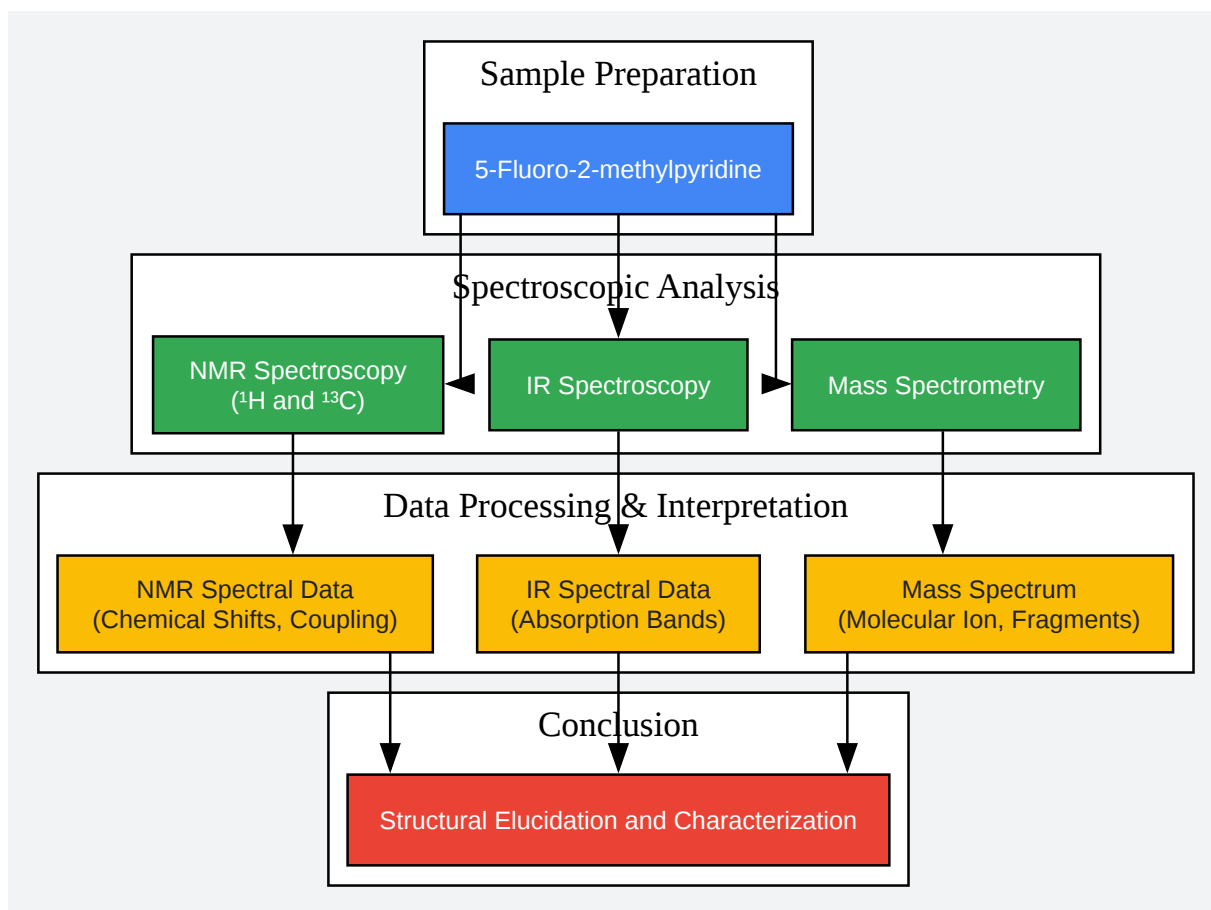 Sample Preparation
5-Fluoro-2-methylpyridine
Spectroscopic Analysis
NMR Spectroscopy
(¹H and ¹³C)
IR Spectroscopy
Mass Spectrometry
Data Processing & Interpretation
NMR Spectral Data
(Chemical Shifts, Coupling)
IR Spectral Data
(Absorption Bands)
Mass Spectrum
(Molecular Ion, Fragments)
Conclusion
Structural Elucidation and Characterization